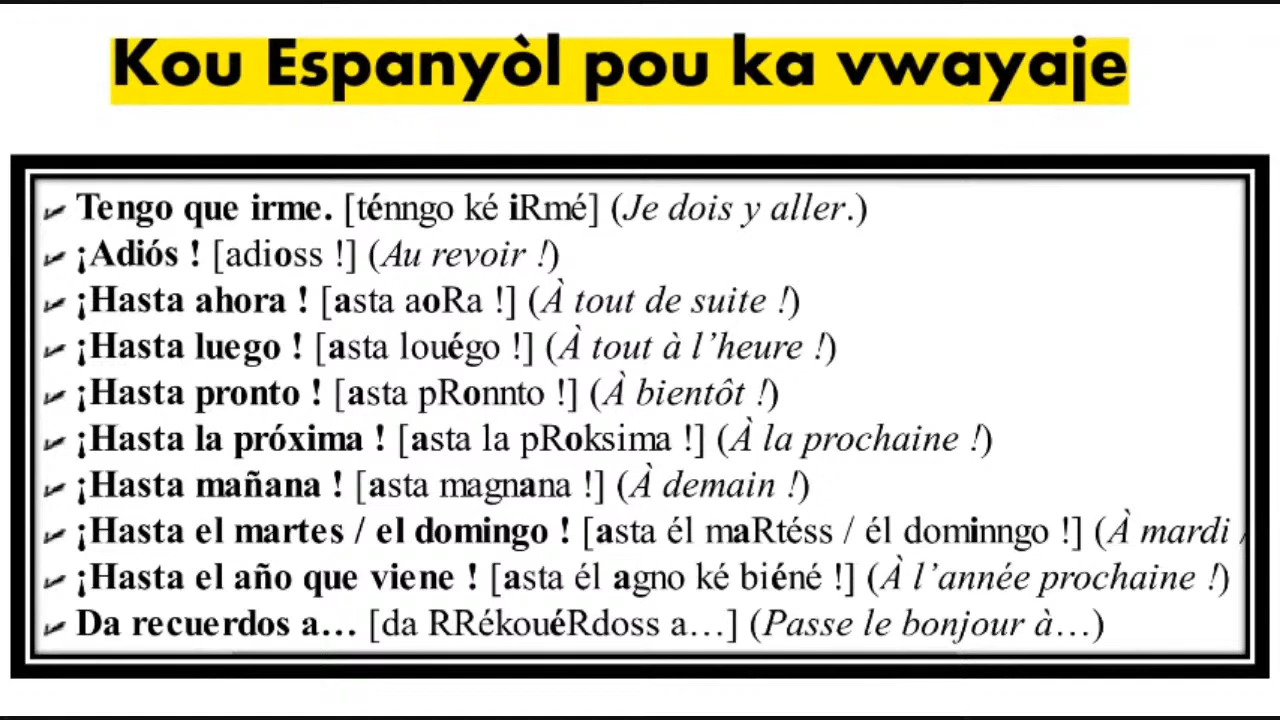 Kou Espanyòl pou ka vwayaje
✔ Tengo que irme. [ténngo ké iRmé] (Je dois y aller.)
✔ ¡Adiós ! [adioss !] (Au revoir !)
✔ ¡Hasta ahora ! [asta aoRa !] (À tout de suite !)
✔ ¡Hasta luego ! [asta louégo !] (À tout à l’heure !)
✔ ¡Hasta pronto ! [asta pRonnto !] (À bientôt !)
✔ ¡Hasta la próxima ! [asta la pRoksima !] (À la prochaine !)
✔ ¡Hasta mañana ! [asta magnana !] (À demain !)
✔ ¡Hasta el martes / el domingo ! [asta él maRtéss / él dominngo !] (À mardi /
✔ ¡Hasta el año que viene ! [asta él agno ké biéné !] (À l’année prochaine !)
✔ Da recuerdos a… [da RRékouéRdoss a…] (Passe le bonjour à…)